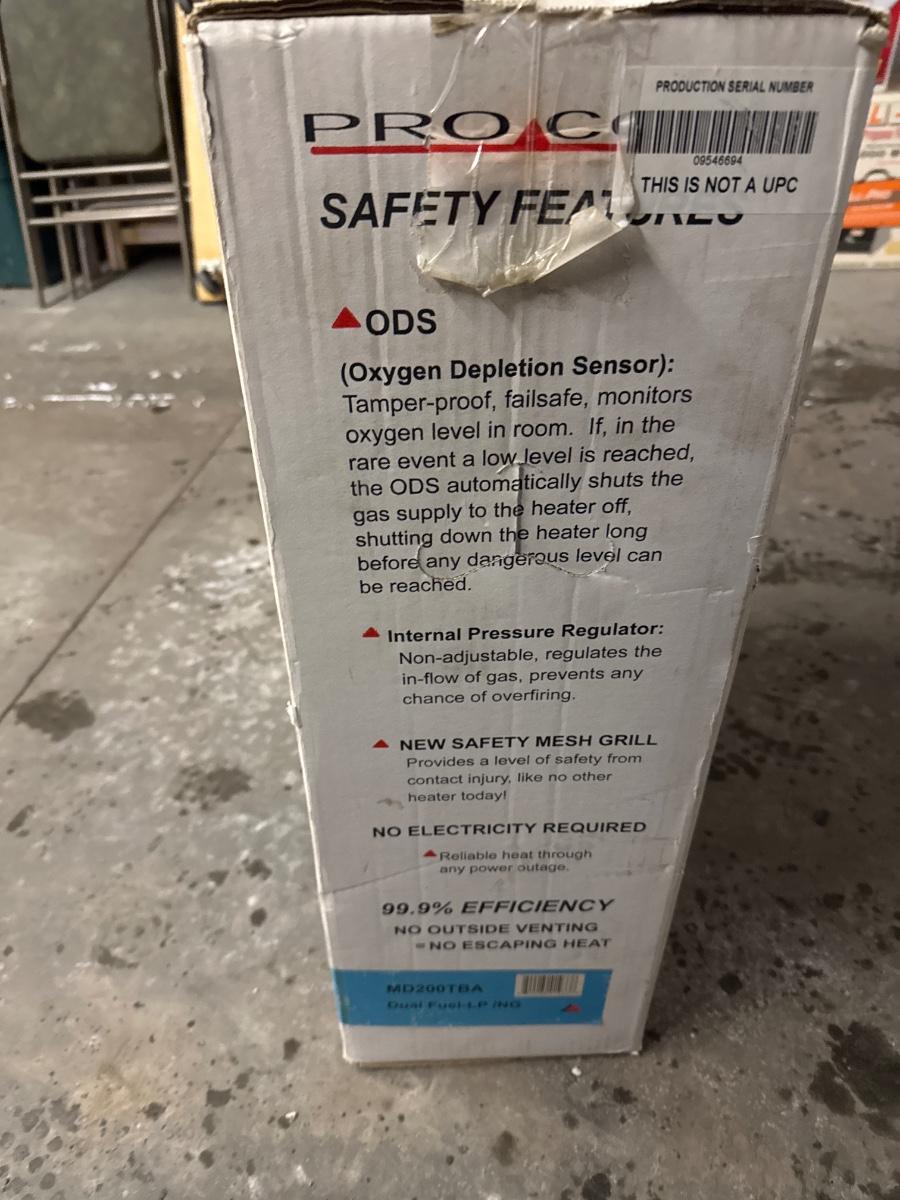 PRODUCTION SERIAL NUMBER
PRO C
09546694
THIS IS NOT A UPC
SAFETY FEATURES
ODS
(Oxygen Depletion Sensor):
Tamper-proof, failsafe, monitors
oxygen level in room. If, in the
rare event a low level is reached,
the ODS automatically shuts the
gas supply to the heater off,
shutting down the heater long
before any dangerous level can
be reached.
Internal Pressure Regulator:
Non-adjustable, regulates the
in-flow of gas, prevents any
chance of overfiring.
NEW SAFETY MESH GRILL
Provides a level of safety from
contact injury, like no other
heater today!
NO ELECTRICITY REQUIRED
Reliable heat through
any power outage.
99.9% EFFICIENCY
NO OUTSIDE VENTING
= NO ESCAPING HEAT
MD200TBA
Dual Fuel-LP /NG